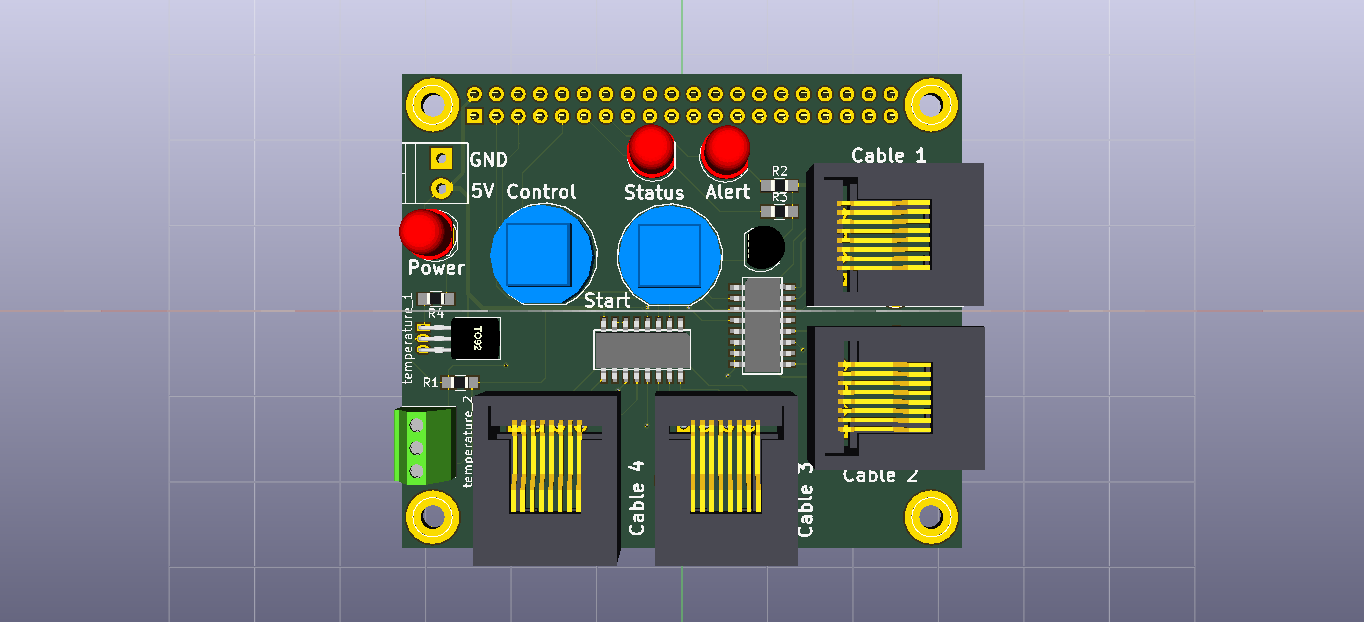 Cable 1
GND
5V
Control
Status
Alert
R2
R3
Power
Start
temperature_1
R4
TO92
R1
temperature_2
Cable 4
Cable 3
Cable 2